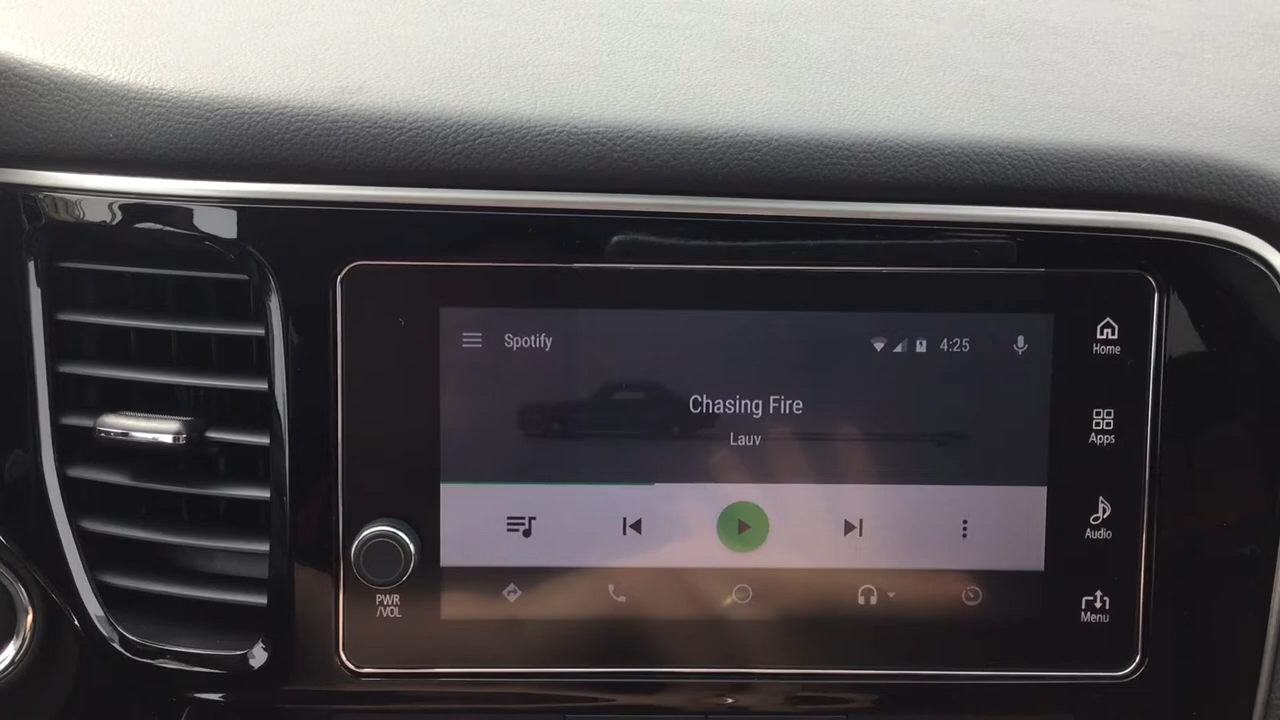 Spotify
4:25
Chasing Fire
Lauv
Home
Apps
Audio
Menu
PWR
/VOL